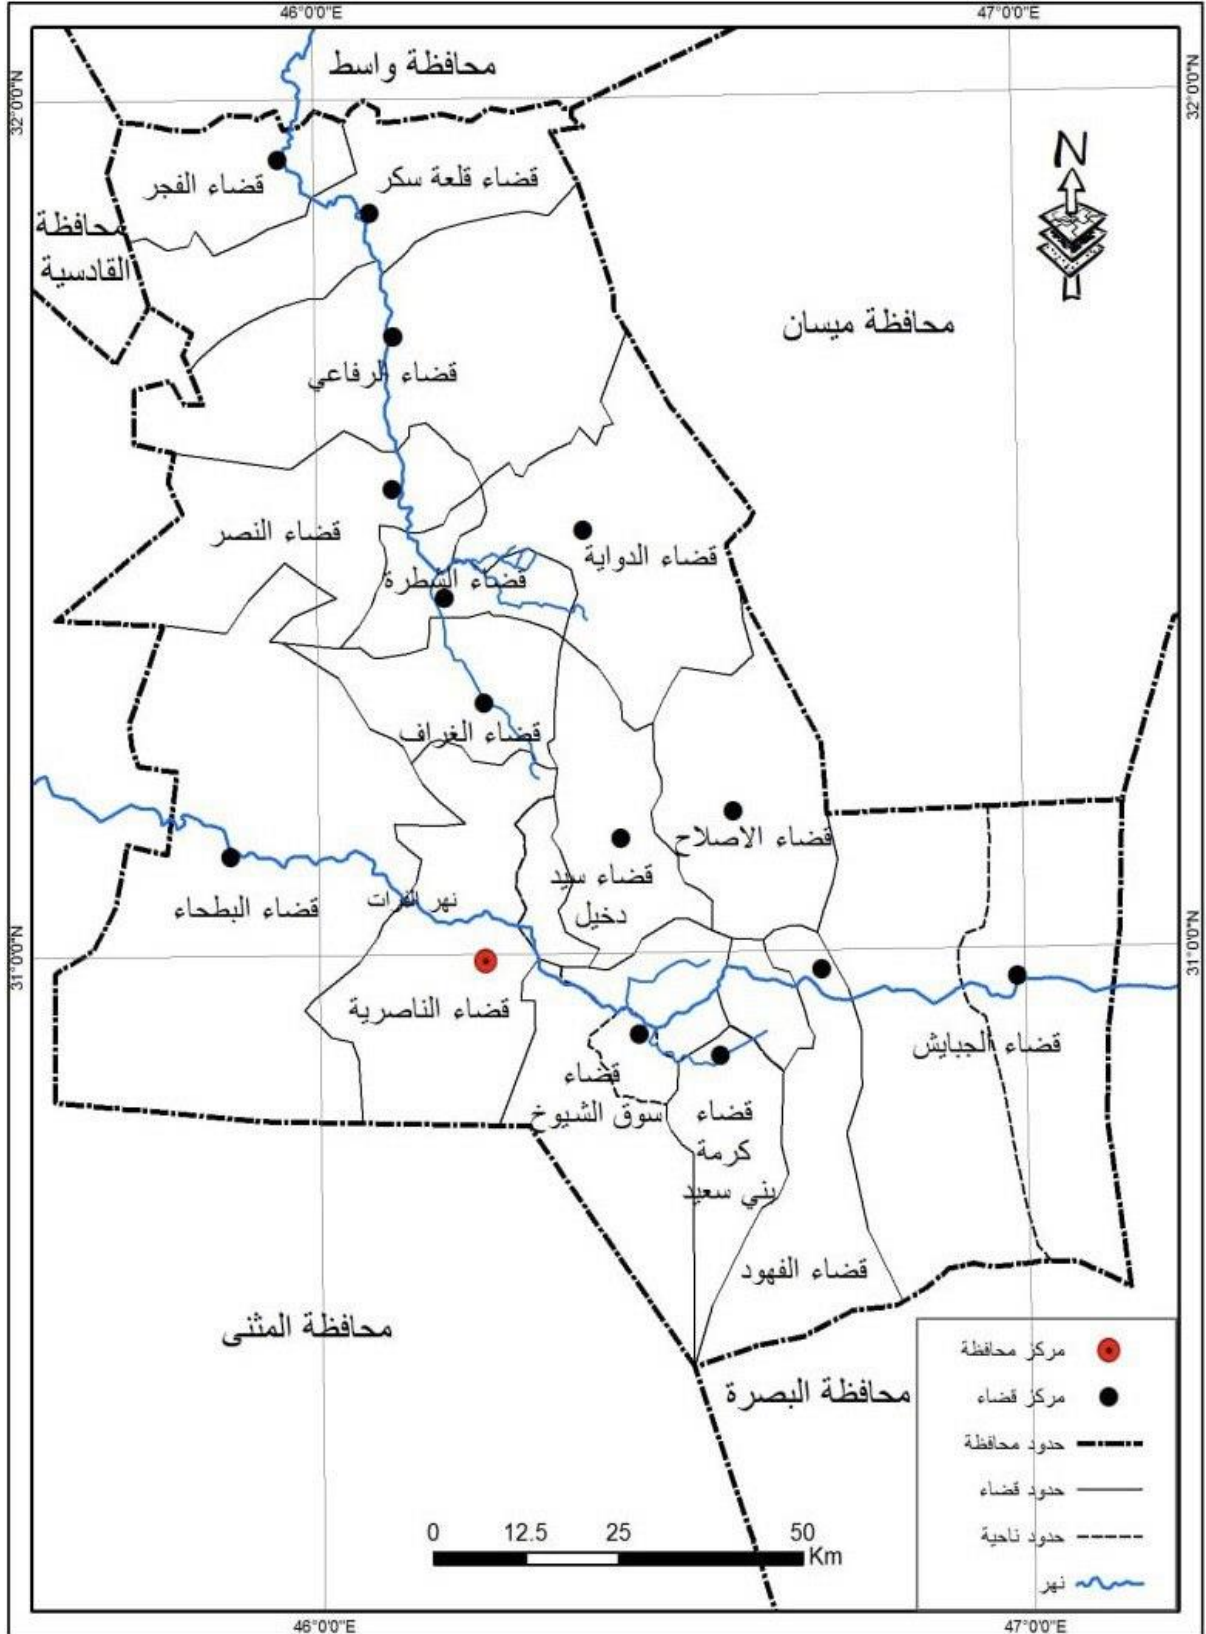 46°0'0"E
47°0'0"E
محافظة واسط
32°0'0"N
32°0'0"N
N
قضاء قلعة سكر
قضاء الفجر
محافظة
القادسية
محافظة ميسان
قضاء الرفاعي
قضاء النصر
قضاء الدواية
قضاء الشطرة
قضاء الغراف
قضاء الاصلاح
قضاء سيد
دخيل
نهر الفرات
قضاء البطحاء
31°0'0"N
31°0'0"N
قضاء الناصرية
قضاء الجبايش
قضاء
سوق الشيوخ
قضاء
كرمة
بني سعيد
قضاء الفهود
محافظة المثنى
محافظة البصرة
مركز محافظة
مركز قضاء
حدود محافظة
حدود قضاء
حدود ناحية
نهر
0 12.5 25 50
Km
46°0'0"E
47°0'0"E